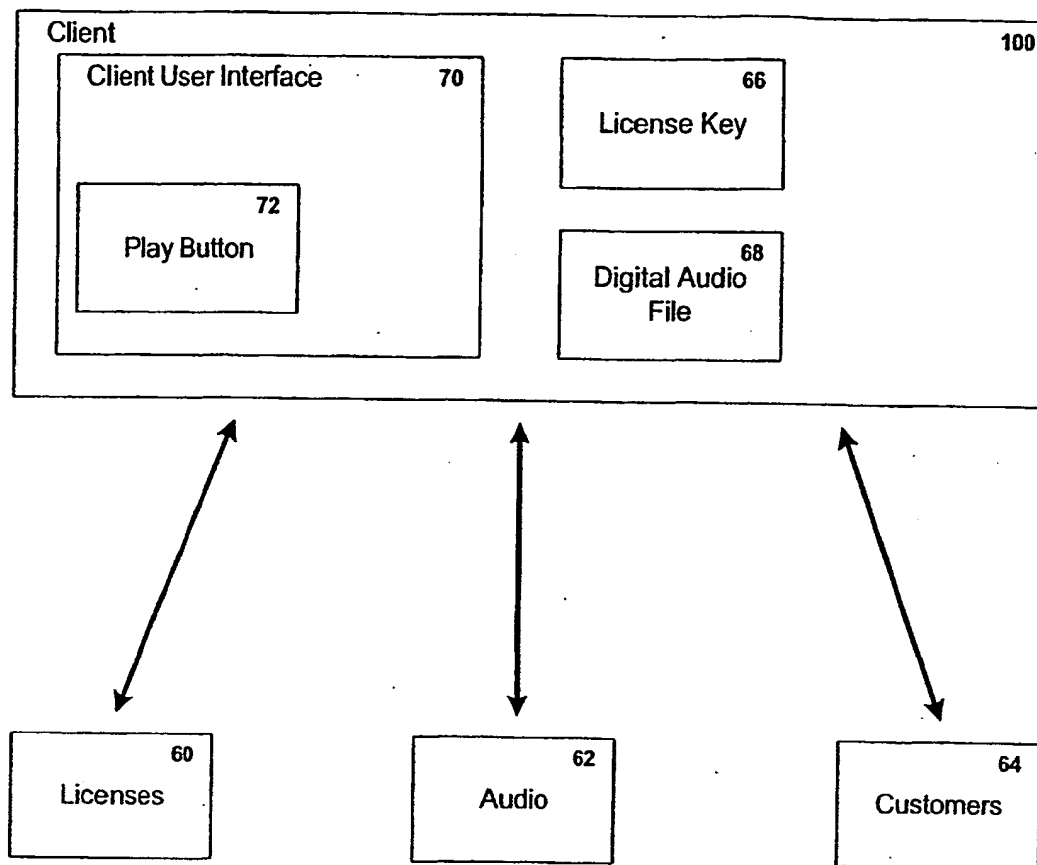 Client
100
Client User Interface
70
66
License Key
72
Play Button
68
Digital Audio
File
60
Licenses
62
Audio
64
Customers